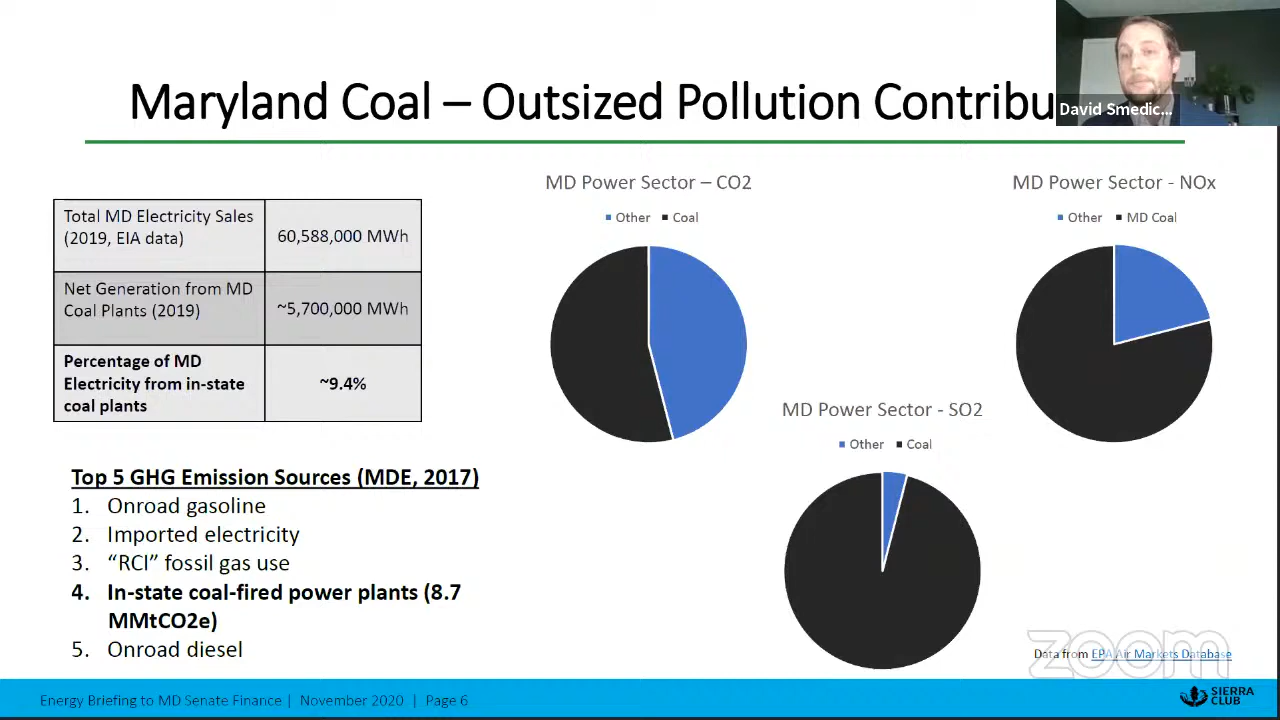 Maryland Coal – Outsized Pollution Contribu
David Smedic...
Total MD Electricity Sales
(2019, EIA data)
60,588,000 MWh
Net Generation from MD
Coal Plants (2019)
~5,700,000 MWh
Percentage of MD
Electricity from in-state
coal plants
~9.4%
Top 5 GHG Emission Sources (MDE, 2017)
1. Onroad gasoline
2. Imported electricity
3. “RCI” fossil gas use
4. In-state coal-fired power plants (8.7
MMtCO2e)
5. Onroad diesel
MD Power Sector – CO2
Other Coal
MD Power Sector - NOx
Other MD Coal
MD Power Sector - SO2
Other Coal
zoom
Data from EPA Air Markets Database
Energy Briefing to MD Senate Finance | November 2020 | Page 6
SIERRA
CLUB